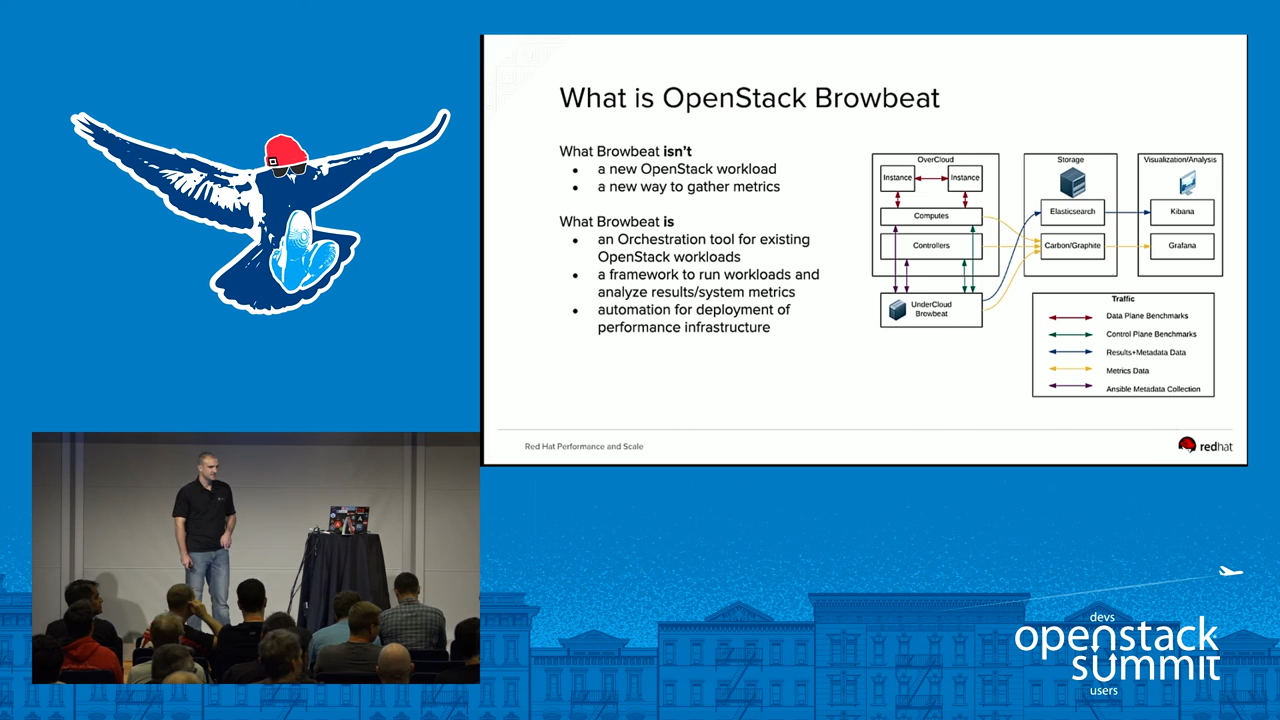 What is OpenStack Browbeat
What Browbeat isn't
• a new OpenStack workload
• a new way to gather metrics
What Browbeat is
• an Orchestration tool for existing
OpenStack workloads
• a framework to run workloads and
analyze results/system metrics
• automation for deployment of
performance infrastructure
OverCloud
Instance
Instance
Computes
Controllers
UnderCloud
Browbeat
Storage
Elasticsearch
Carbon/Graphite
Visualization/Analysis
Kibana
Grafana
Traffic
Data Plane Benchmarks
Control Plane Benchmarks
Results+Metadata Data
Metrics Data
Ansible Metadata Collection
Red Hat Performance and Scale
redhat
devs
openstack
summit
users